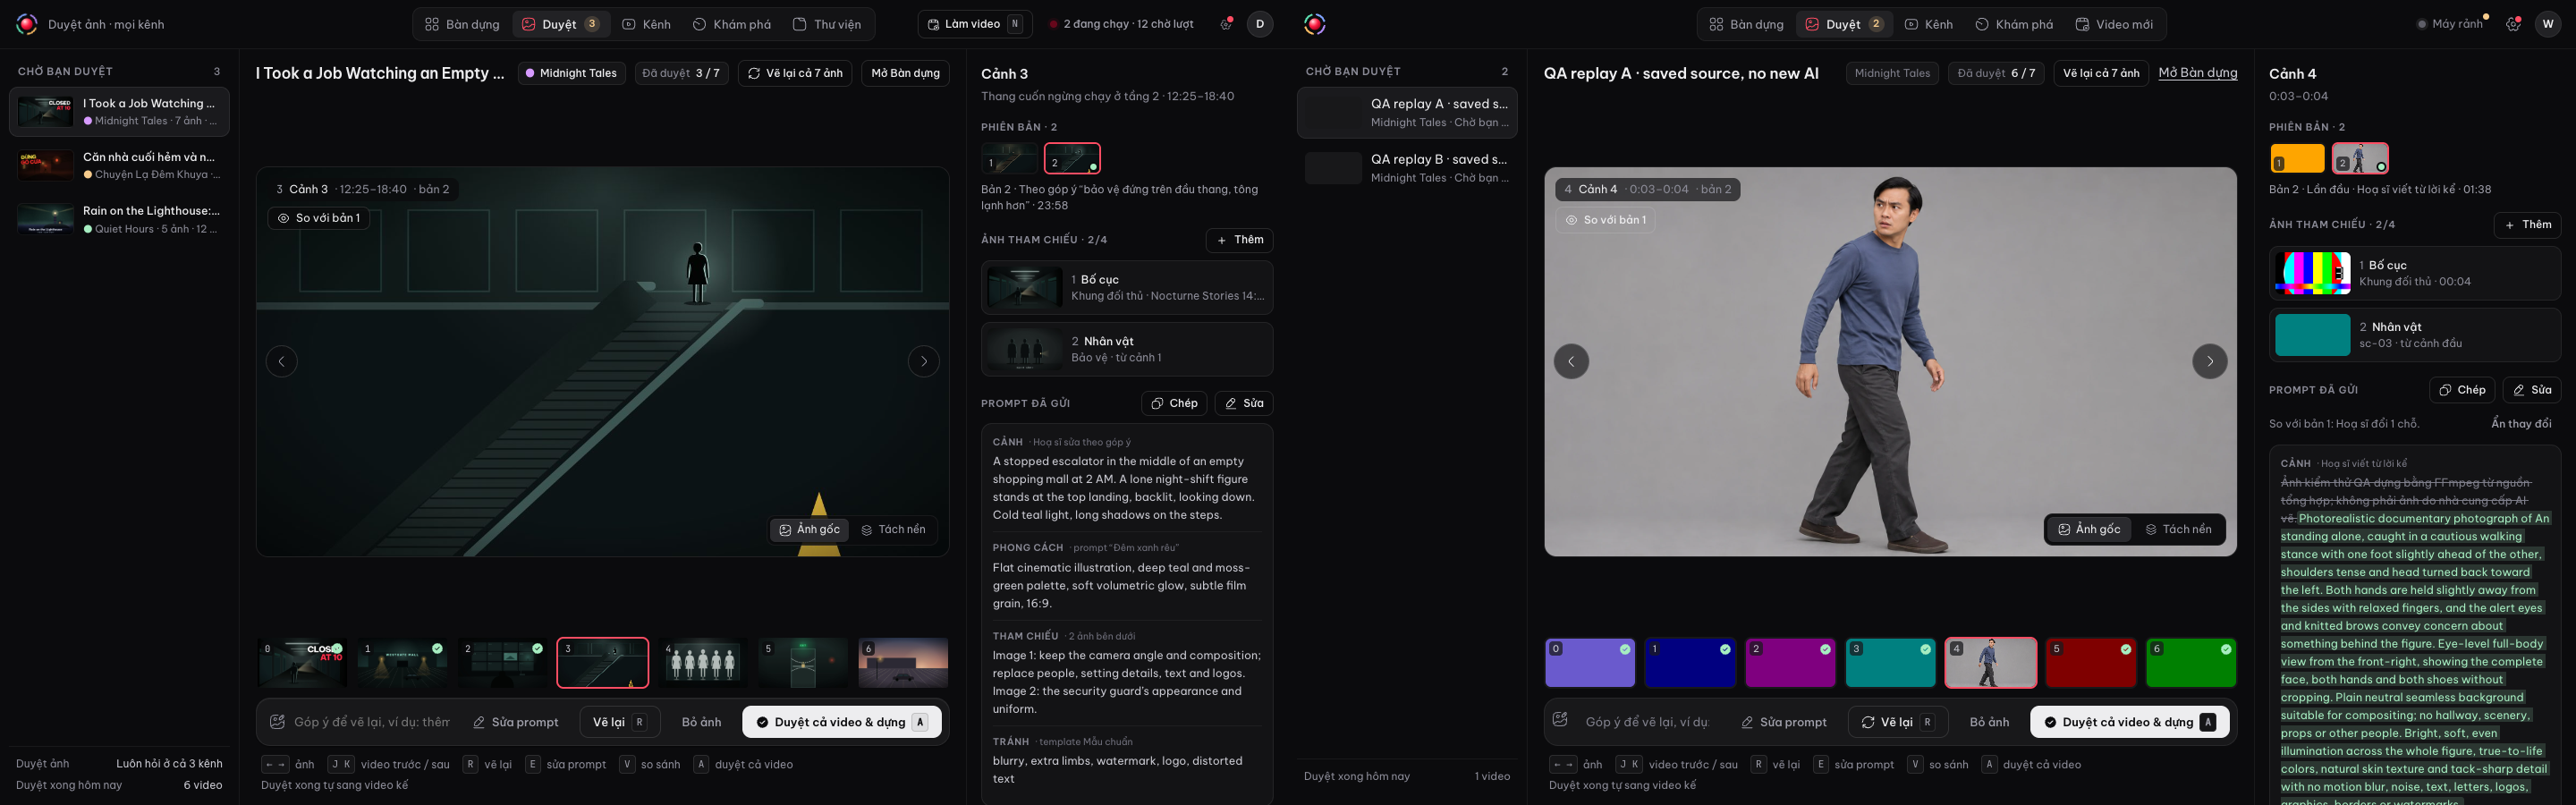 Duyệt ảnh · mọi kênh
Bàn dựng
Duyệt 3
Kênh
Khám phá
Thư viện
Làm video N
2 đang chạy · 12 chờ lượt
D
CHỜ BẠN DUYỆT 3
I Took a Job Watching ...
Midnight Tales · 7 ảnh · ...
Căn nhà cuối hẻm và n...
Chuyện Lạ Đêm Khuya · ...
Rain on the Lighthouse:...
Quiet Hours · 5 ảnh · 12 ...
Duyệt ảnh Luôn hỏi ở cả 3 kênh
Duyệt xong hôm nay 6 video
I Took a Job Watching an Empty ...
Midnight Tales
Đã duyệt 3 / 7
Vẽ lại cả 7 ảnh
Mở Bàn dựng
3 Cảnh 3 · 12:25–18:40 · bản 2
So với bản 1
Ảnh gốc
Tách nền
0 CLOSED AT 10
1
2
3
4
5
6
Góp ý để vẽ lại, ví dụ: thêm
Sửa prompt
Vẽ lại R
Bỏ ảnh
Duyệt cả video & dựng A
← → ảnh J K video trước / sau R vẽ lại E sửa prompt V so sánh A duyệt cả video
Duyệt xong tự sang video kế
Cảnh 3
Thang cuốn ngừng chạy ở tầng 2 · 12:25–18:40
PHIÊN BẢN · 2
1
2
Bản 2 · Theo góp ý “bảo vệ đứng trên đầu thang, tông
lạnh hơn” · 23:58
ẢNH THAM CHIẾU · 2/4
+ Thêm
1 Bố cục
Khung đối thủ · Nocturne Stories 14:...
2 Nhân vật
Bảo vệ · từ cảnh 1
PROMPT ĐÃ GỬI
Chép
Sửa
CẢNH · Hoạ sĩ sửa theo góp ý
A stopped escalator in the middle of an empty
shopping mall at 2 AM. A lone night-shift figure
stands at the top landing, backlit, looking down.
Cold teal light, long shadows on the steps.
PHONG CÁCH · prompt “Đêm xanh rêu”
Flat cinematic illustration, deep teal and moss-
green palette, soft volumetric glow, subtle film
grain, 16:9.
THAM CHIẾU · 2 ảnh bên dưới
Image 1: keep the camera angle and composition;
replace people, setting details, text and logos.
Image 2: the security guard’s appearance and
uniform.
TRÁNH · template Mẫu chuẩn
blurry, extra limbs, watermark, logo, distorted
text
Bàn dựng
Duyệt 2
Kênh
Khám phá
Video mới
Máy rảnh
W
CHỜ BẠN DUYỆT 2
QA replay A · saved s...
Midnight Tales · Chờ bạn ...
QA replay B · saved s...
Midnight Tales · Chờ bạn ...
Duyệt xong hôm nay 1 video
QA replay A · saved source, no new AI
Midnight Tales
Đã duyệt 6 / 7
Vẽ lại cả 7 ảnh
Mở Bàn dựng
4 Cảnh 4 · 0:03–0:04 · bản 2
So với bản 1
Ảnh gốc
Tách nền
0
1
2
3
4
5
6
Góp ý để vẽ lại, ví dụ:
Sửa prompt
Vẽ lại R
Bỏ ảnh
Duyệt cả video & dựng A
← → ảnh J K video trước / sau R vẽ lại E sửa prompt V so sánh A duyệt cả video
Duyệt xong tự sang video kế
Cảnh 4
0:03–0:04
PHIÊN BẢN · 2
1
2
Bản 2 · Lần đầu · Hoạ sĩ viết từ lời kể · 01:38
ẢNH THAM CHIẾU · 2/4
+ Thêm
1 Bố cục
Khung đối thủ · 00:04
2 Nhân vật
sc-03 · từ cảnh đầu
PROMPT ĐÃ GỬI
Chép
Sửa
So với bản 1: Hoạ sĩ đổi 1 chỗ.
Ẩn thay đổi
CẢNH · Hoạ sĩ viết từ lời kể
Ảnh kiểm thử QA dựng bằng FFmpeg từ nguồn
tổng hợp; không phải ảnh do nhà cung cấp AI
vẽ. Photorealistic documentary photograph of An
standing alone, caught in a cautious walking
stance with one foot slightly ahead of the other,
shoulders tense and head turned back toward
the left. Both hands are held slightly away from
the sides with relaxed fingers, and the alert eyes
and knitted brows convey concern about
something behind the figure. Eye-level full-body
view from the front-right, showing the complete
face, both hands and both shoes without
cropping. Plain neutral seamless background
suitable for compositing; no hallway, scenery,
props or other people. Bright, soft, even
illumination across the whole figure, true-to-life
colors, natural skin texture and tack-sharp detail
with no motion blur, noise, text, letters, logos,
graphics, borders or watermarks.